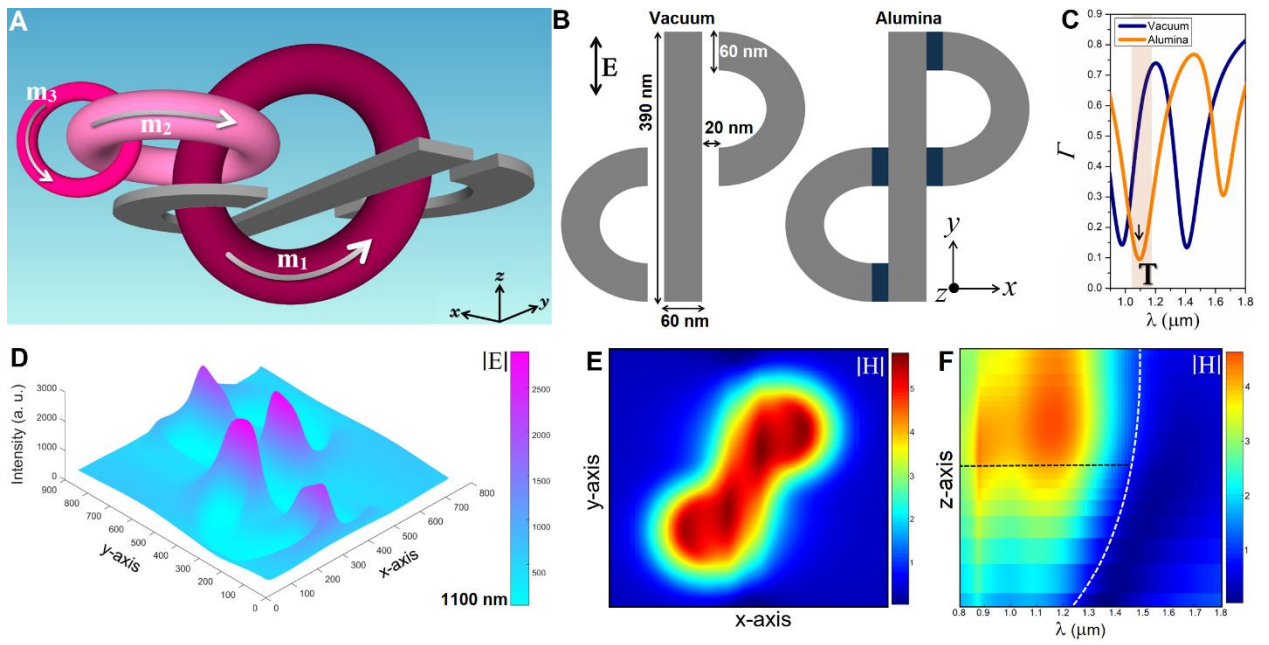 A
m3
m2
m1
z
x
y
B
Vacuum
Alumina
E
60 nm
390 nm
20 nm
60 nm
y
z
x
C
Vacuum
Alumina
0.9
0.8
0.7
0.6
0.5
0.4
0.3
0.2
0.1
0.0
Γ
T
1.0 1.2 1.4 1.6 1.8
λ (μm)
D
|E|
Intensity (a. u.)
3000
2000
1000
0
900
800
700
600
500
400
300
200
100
0
y-axis
0
100
200
300
400
500
600
700
800
x-axis
2500
2000
1500
1000
500
1100 nm
E
|H|
y-axis
x-axis
5
4
3
2
1
F
|H|
z-axis
0.8 0.9 1.0 1.1 1.2 1.3 1.4 1.5 1.6 1.7 1.8
λ (μm)
4
3
2
1